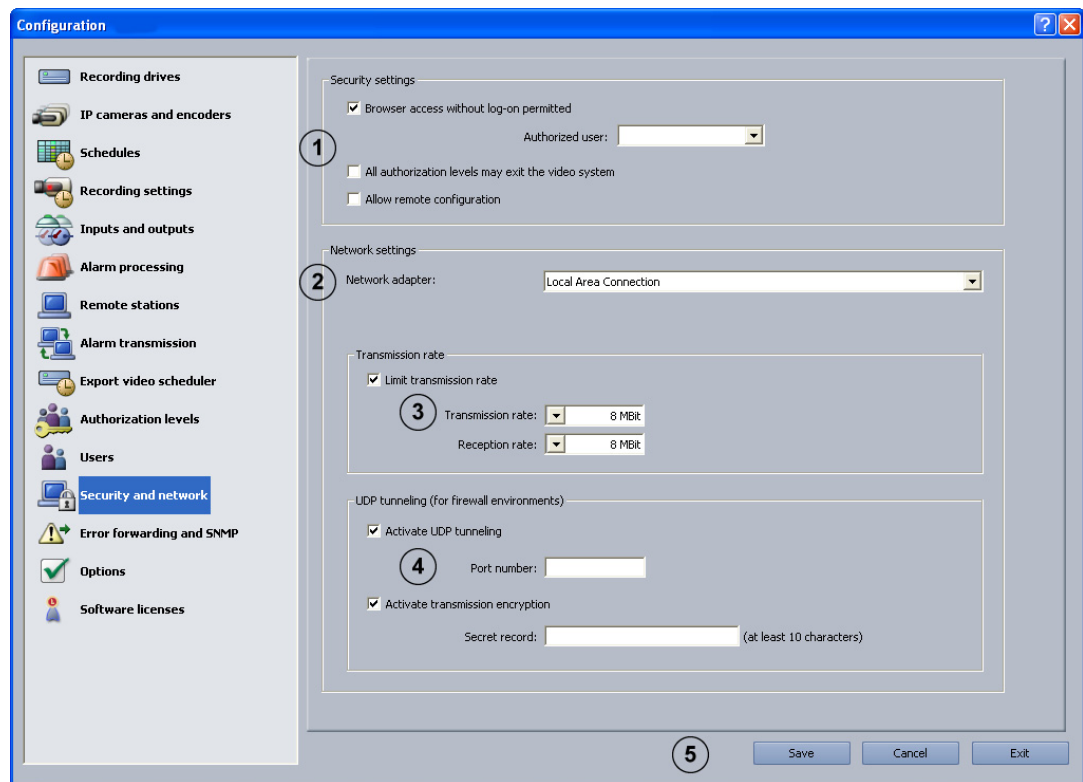 Configuration
Recording drives
IP cameras and encoders
Schedules
Recording settings
Inputs and outputs
Alarm processing
Remote stations
Alarm transmission
Export video scheduler
Authorization levels
Users
Security and network
Error forwarding and SNMP
Options
Software licenses
Security settings
Browser access without log-on permitted
1
Authorized user:
All authorization levels may exit the video system
Allow remote configuration
Network settings
2
Network adapter: Local Area Connection
Transmission rate
Limit transmission rate
3
Transmission rate: 8 MBit
Reception rate: 8 MBit
UDP tunneling (for firewall environments)
Activate UDP tunneling
4
Port number:
Activate transmission encryption
Secret record: (at least 10 characters)
5
Save Cancel Exit